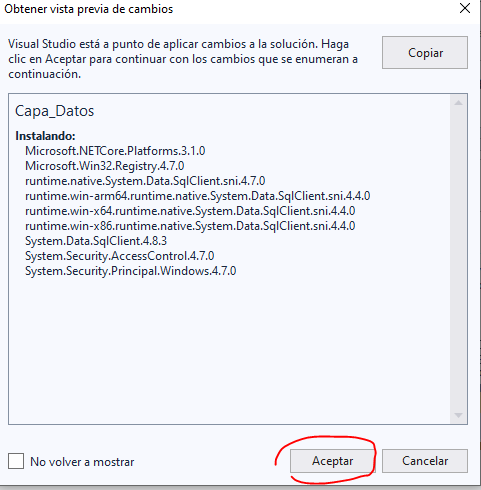 Obtener vista previa de cambios
Visual Studio está a punto de aplicar cambios a la solución. Haga
clic en Aceptar para continuar con los cambios que se enumeran a
continuación.
Copiar
Capa_Datos
Instalando:
Microsoft.NETCore.Platforms.3.1.0
Microsoft.Win32.Registry.4.7.0
runtime.native.System.Data.SqlClient.sni.4.7.0
runtime.win-arm64.runtime.native.System.Data.SqlClient.sni.4.4.0
runtime.win-x64.runtime.native.System.Data.SqlClient.sni.4.4.0
runtime.win-x86.runtime.native.System.Data.SqlClient.sni.4.4.0
System.Data.SqlClient.4.8.3
System.Security.AccessControl.4.7.0
System.Security.Principal.Windows.4.7.0
No volver a mostrar
Aceptar
Cancelar